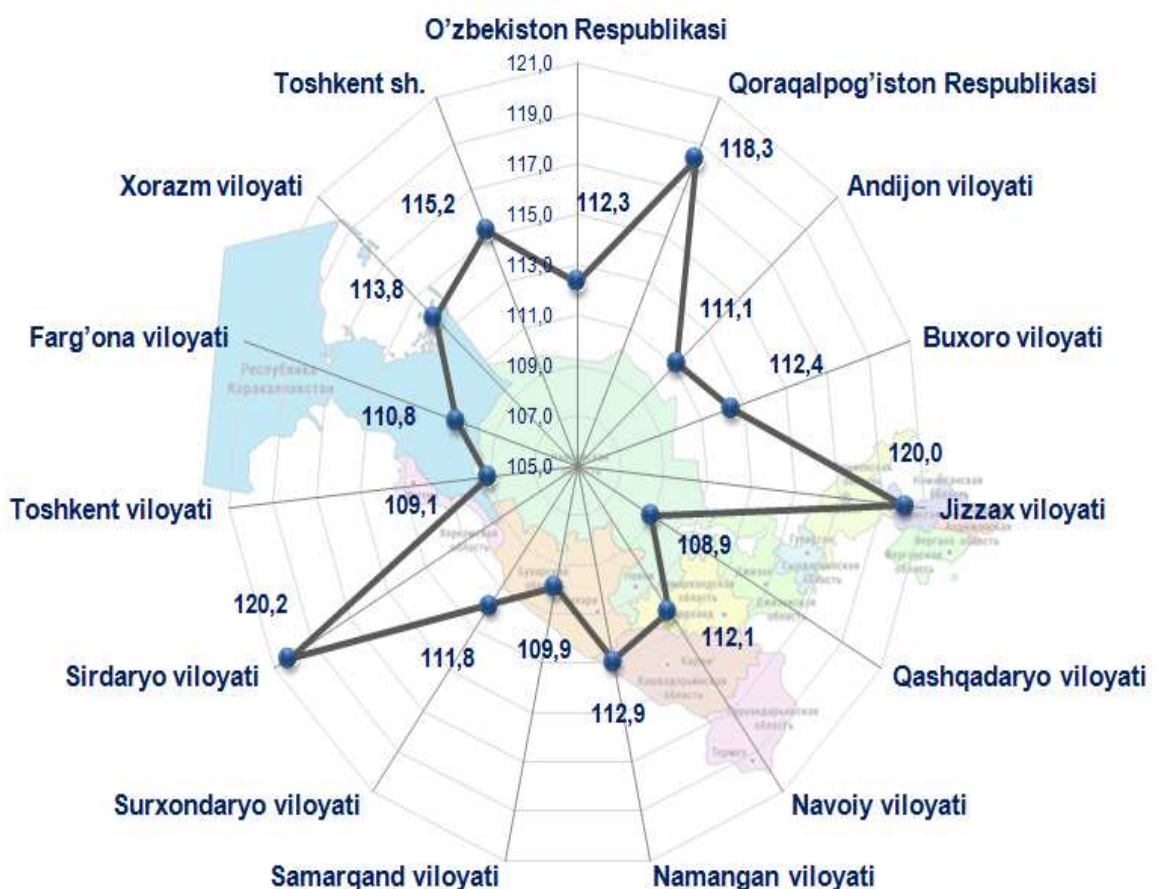 O’zbekiston Respublikasi
121,0
Toshkent sh.
119,0
Qoraqalpog’iston Respublikasi
118,3
117,0
Xorazm viloyati
Andijon viloyati
115,2
112,3
115,0
113,0
113,8
111,1
111,0
Farg’ona viloyati
Buxoro viloyati
112,4
109,0
Республика
Каракалпакстан
110,8
107,0
120,0
105,0
Toshkent viloyati
109,1
Jizzax viloyati
108,9
120,2
112,1
109,9
111,8
Sirdaryo viloyati
Qashqadaryo viloyati
112,9
Surxondaryo viloyati
Navoiy viloyati
Samarqand viloyati
Namangan viloyati